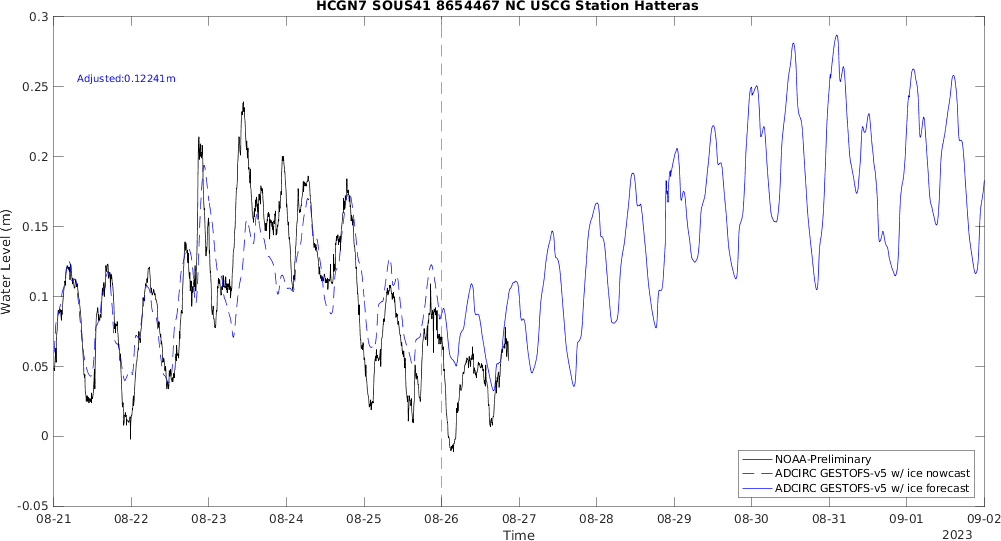 HCGN7 SOUS41 8654467 NC USCG Station Hatteras
0.3
Adjusted:0.12241m
0.25
0.2
0.15
Water Level (m)
0.1
0.05
0
-0.05
NOAA-Preliminary
ADCIRC GESTOFS-v5 w/ ice nowcast
ADCIRC GESTOFS-v5 w/ ice forecast
08-21 08-22 08-23 08-24 08-25 08-26 08-27 08-28 08-29 08-30 08-31 09-01 09-02
Time
2023